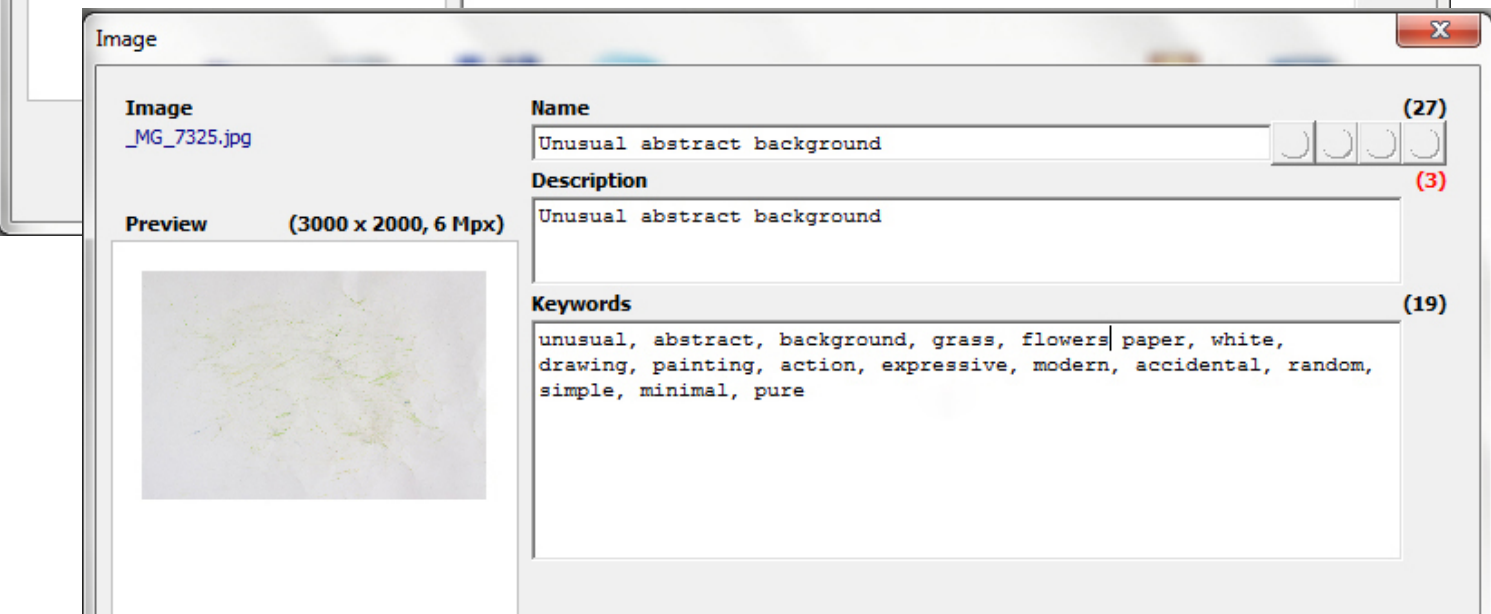 Image
Image
_MG_7325.jpg
Preview (3000 x 2000, 6 Mpx)
Name (27)
Unusual abstract background
Description (3)
Unusual abstract background
Keywords (19)
unusual, abstract, background, grass, flowers paper, white,
drawing, painting, action, expressive, modern, accidental, random,
simple, minimal, pure